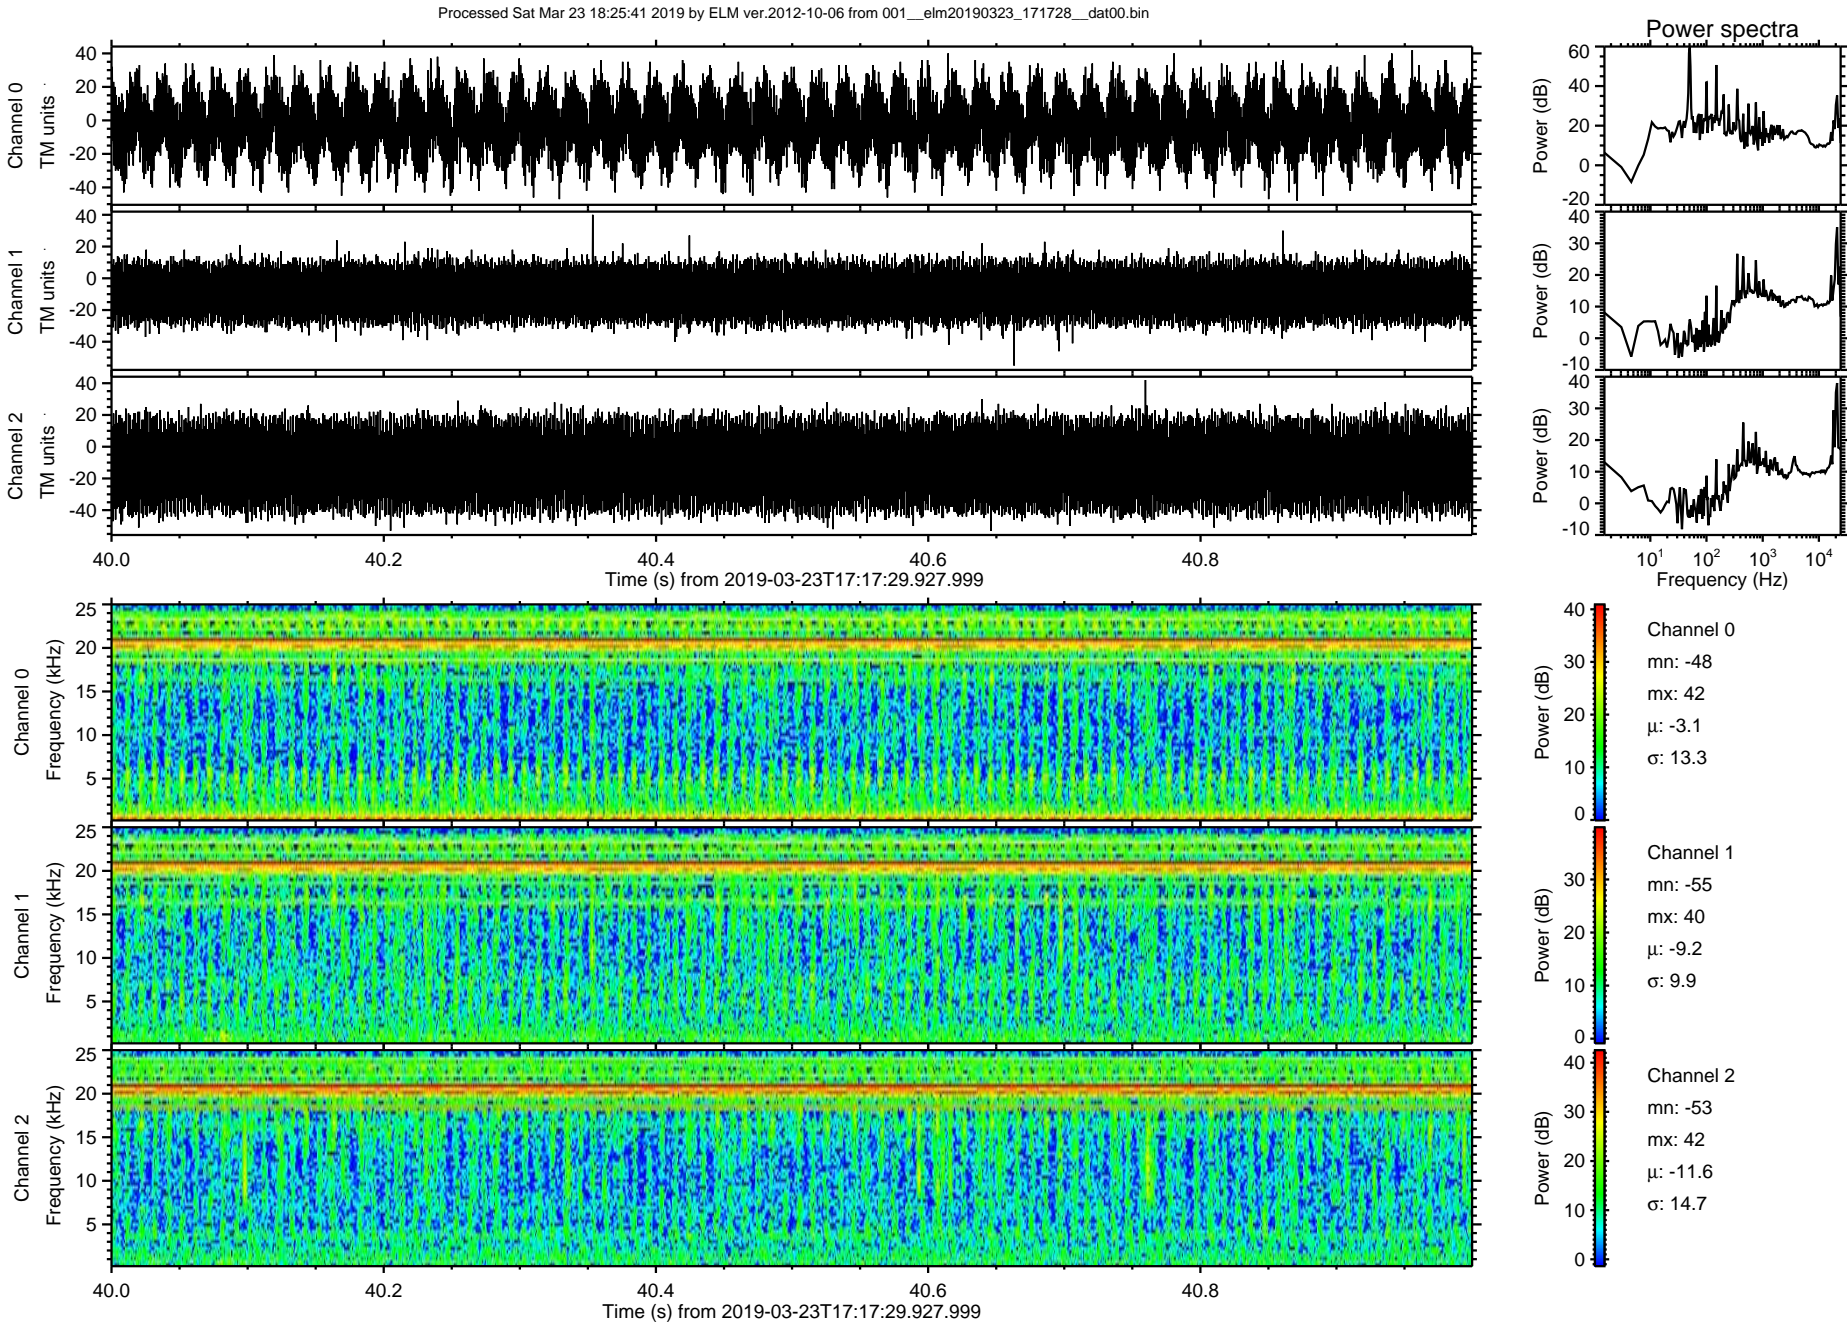 Processed Sat Mar 23 18:25:41 2019 by ELM ver.2012-10-06 from 001__elm20190323_171728__dat00.bin
Power spectra
Channel 0
TM units
40
20
0
-20
-40
Power (dB)
60
40
20
0
-20
Channel 1
TM units
40
20
0
-20
-40
Power (dB)
40
30
20
10
0
-10
Channel 2
TM units
40
20
0
-20
-40
Power (dB)
40
30
20
10
0
-10
40.0 40.2 40.4 40.6 40.8
Time (s) from 2019-03-23T17:17:29.927.999
10^1 10^2 10^3 10^4
Frequency (Hz)
Channel 0
Frequency (kHz)
25
20
15
10
5
Power (dB)
40
30
20
10
0
Channel 0
mn: -48
mx: 42
μ: -3.1
σ: 13.3
Channel 1
Frequency (kHz)
25
20
15
10
5
Power (dB)
30
20
10
0
Channel 1
mn: -55
mx: 40
μ: -9.2
σ: 9.9
Channel 2
Frequency (kHz)
25
20
15
10
5
Power (dB)
40
30
20
10
0
Channel 2
mn: -53
mx: 42
μ: -11.6
σ: 14.7
40.0 40.2 40.4 40.6 40.8
Time (s) from 2019-03-23T17:17:29.927.999